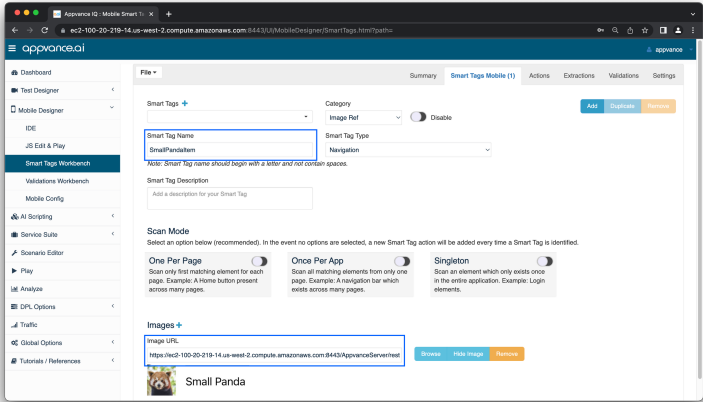 Appvance IQ : Mobile Smart Ta
ec2-100-20-219-14.us-west-2.compute.amazonaws.com:8443/UI/MobileDesigner/SmartTags.html?path=
appvance.ai
appvance
Dashboard
Test Designer
Mobile Designer
IDE
JS Edit & Play
Smart Tags Workbench
Validations Workbench
Mobile Config
AI Scripting
Service Suite
Scenario Editor
Play
Analyze
DPL Options
Traffic
Global Options
Tutorials / References
File
Summary
Smart Tags Mobile (1)
Actions
Extractions
Validations
Settings
Smart Tags
Category
Image Ref
Disable
Add
Duplicate
Remove
Smart Tag Name
Smart Tag Type
SmallPandaItem
Navigation
Note: Smart Tag name should begin with a letter and not contain spaces.
Smart Tag Description
Add a description for your Smart Tag
Scan Mode
Select an option below (recommended). In the event no options are selected, a new Smart Tag action will be added every time a Smart Tag is identified.
One Per Page
Scan only first matching element for each
page. Example: A Home button present
across many pages.
Once Per App
Scan all matching elements from only one
page. Example: A navigation bar which
exists across many pages.
Singleton
Scan an element which only exists once
in the entire application. Example: Login
elements.
Images
Image URL
https://ec2-100-20-219-14.us-west-2.compute.amazonaws.com:8443/AppvanceServer/rest
Browse
Hide Image
Remove
Small Panda